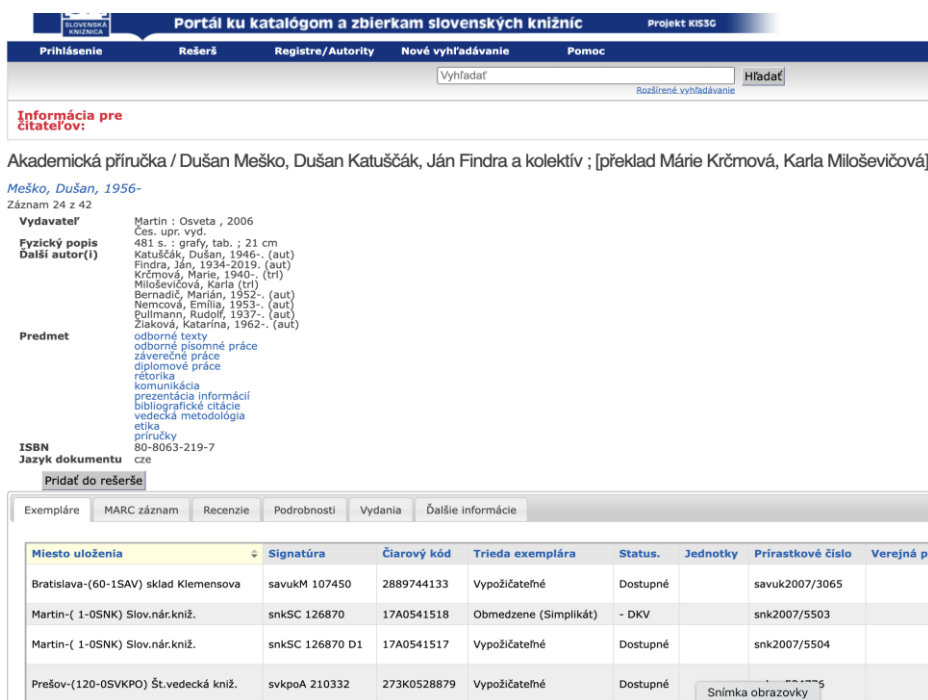 SLOVENSKÁ
KNIŽNICA
Portál ku katalógom a zbierkam slovenských knižníc
Projekt KIS3G
Prihlásenie Rešerš Registre/Autority Nové vyhľadávanie Pomoc
Vyhľadať Hľadať
Rozšírené vyhľadávanie
Informácia pre
čitateľov:
Akademická příručka / Dušan Meško, Dušan Katuščák, Ján Findra a kolektív ; [překlad Márie Krčmová, Karla Miloševičová]
Meško, Dušan, 1956-
Záznam 24 z 42
Vydavateľ Martin : Osveta , 2006
Čes. upr. vyd.
Fyzický popis 481 s. : grafy, tab. ; 21 cm
Ďalší autor(i) Katuščák, Dušan, 1946-. (aut)
Findra, Ján, 1934-2019. (aut)
Krčmová, Marie, 1940-. (trl)
Miloševičová, Karla (trl)
Bernadič, Marián, 1952-. (aut)
Nemcová, Emília, 1953-. (aut)
Pullmann, Rudolf, 1937-. (aut)
Žiaková, Katarína, 1962-. (aut)
Predmet odborné texty
odborné písomné práce
záverečné práce
diplomové práce
rétorika
komunikácia
prezentácia informácií
bibliografické citácie
vedecká metodológia
etika
príručky
ISBN 80-8063-219-7
Jazyk dokumentu cze
Pridať do rešerše
Exempláre MARC záznam Recenzie Podrobnosti Vydania Ďalšie informácie
Miesto uloženia Signatúra Čiarový kód Trieda exemplára Status. Jednotky Prírastkové číslo Verejná p
Bratislava-(60-1SAV) sklad Klemensova savukM 107450 2889744133 Vypožičateľné Dostupné savuk2007/3065
Martin-( 1-0SNK) Slov.nár.kniž. snkSC 126870 17A0541518 Obmedzene (Simplikát) - DKV snk2007/5503
Martin-( 1-0SNK) Slov.nár.kniž. snkSC 126870 D1 17A0541517 Vypožičateľné Dostupné snk2007/5504
Prešov-(120-0SVKPO) Št.vedecká kniž. svkpoA 210332 273K0528879 Vypožičateľné Dostupné
Snímka obrazovky